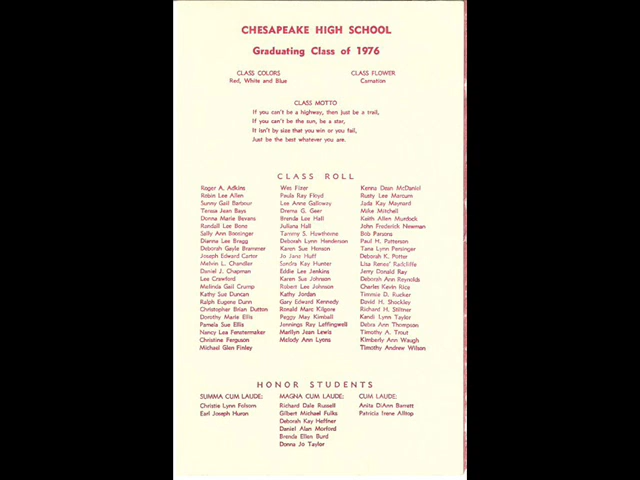 CHESAPEAKE HIGH SCHOOL
Graduating Class of 1976
CLASS COLORS
Red, White and Blue
CLASS FLOWER
Carnation
CLASS MOTTO
If you can't be a highway, then just be a trail,
If you can't be the sun, be a star,
It isn't by size that you win or you fail,
Just be the best whatever you are.
CLASS ROLL
Roger A. Adkins
Robin Lee Allen
Sunny Gail Barbour
Teresa Jean Bays
Donna Marie Bevans
Randall Lee Bone
Sally Ann Booninger
Dianna Lee Bragg
Deborah Gayle Brammer
Joseph Edward Carter
Melvin L. Chandler
Daniel J. Chapman
Lee Crawford
Melinda Gail Crump
Kathy Sue Duncan
Ralph Eugene Dunn
Christopher Brian Dutton
Dorothy Marie Ellis
Pamela Sue Ellis
Nancy Lea Fenstermaker
Christine Ferguson
Michael Glen Finley
Wes Fizer
Paula Ray Floyd
Lee Anne Galloway
Drema G. Geer
Brenda Lee Hall
Juliana Hall
Tammy S. Hawthorne
Deborah Lynn Henderson
Karen Sue Henson
Jo Jane Huff
Sondra Kay Hunter
Eddie Lee Jenkins
Karen Sue Johnson
Robert Lee Johnson
Kathy Jordan
Gary Edward Kennedy
Ronald Marc Kilgore
Peggy May Kimball
Jennings Ray Leffingwell
Marilyn Jean Lewis
Melody Ann Lyons
Kenna Dean McDaniel
Rusty Lee Marcum
Jada Kay Maynard
Mike Mitchell
Keith Allen Murdock
John Frederick Newman
Bob Parsons
Paul H. Patterson
Tana Lynn Persinger
Deborah K. Potter
Lisa Renee' Radcliffe
Jerry Donald Ray
Deborah Ann Reynolds
Charles Kevin Rice
Timmie D. Rucker
David H. Shockley
Richard H. Stilmer
Kendi Lynn Taylor
Debra Ann Thompson
Timothy A. Trout
Kimberly Ann Waugh
Timothy Andrew Wilson
HONOR STUDENTS
SUMMA CUM LAUDE:
Christie Lynn Folsom
Earl Joseph Huron
MAGNA CUM LAUDE:
Richard Dale Russell
Gilbert Michael Fulks
Deborah Kay Heffner
Daniel Alan Morford
Brenda Ellen Burd
Donna Jo Taylor
CUM LAUDE:
Anita DiAnn Barnett
Patricia Irene Alltop